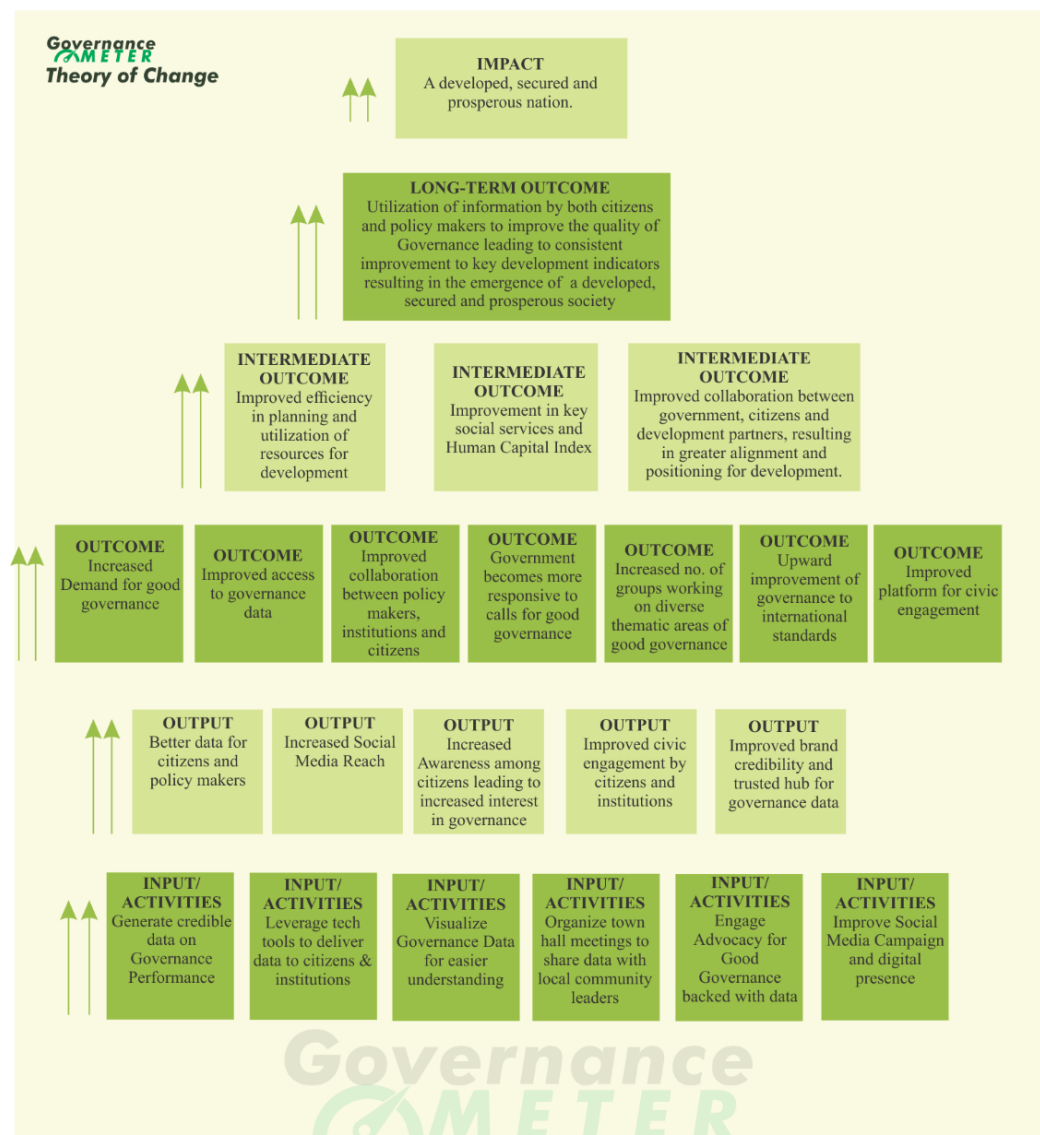 Governance
METER
Theory of Change
IMPACT
A developed, secured and
prosperous nation.
LONG-TERM OUTCOME
Utilization of information by both citizens
and policy makers to improve the quality of
Governance leading to consistent
improvement to key development indicators
resulting in the emergence of a developed,
secured and prosperous society
INTERMEDIATE
OUTCOME
Improved efficiency
in planning and
utilization of
resources for
development
INTERMEDIATE
OUTCOME
Improvement in key
social services and
Human Capital Index
INTERMEDIATE
OUTCOME
Improved collaboration between
government, citizens and
development partners, resulting
in greater alignment and
positioning for development.
OUTCOME
Increased
Demand for good
governance
OUTCOME
Improved access
to governance
data
OUTCOME
Improved
collaboration
between policy
makers,
institutions and
citizens
OUTCOME
Government
becomes more
responsive to
calls for good
governance
OUTCOME
Increased no. of
groups working
on diverse
thematic areas of
good governance
OUTCOME
Upward
improvement of
governance to
international
standards
OUTCOME
Improved
platform for civic
engagement
OUTPUT
Better data for
citizens and
policy makers
OUTPUT
Increased Social
Media Reach
OUTPUT
Increased
Awareness among
citizens leading to
increased interest
in governance
OUTPUT
Improved civic
engagement by
citizens and
institutions
OUTPUT
Improved brand
credibility and
trusted hub for
governance data
INPUT/
ACTIVITIES
Generate credible
data on
Governance
Performance
INPUT/
ACTIVITIES
Leverage tech
tools to deliver
data to citizens &
institutions
INPUT/
ACTIVITIES
Visualize
Governance Data
for easier
understanding
INPUT/
ACTIVITIES
Organize town
hall meetings to
share data with
local community
leaders
INPUT/
ACTIVITIES
Engage
Advocacy for
Good
Governance
backed with data
INPUT/
ACTIVITIES
Improve Social
Media Campaign
and digital
presence
Governance
METER